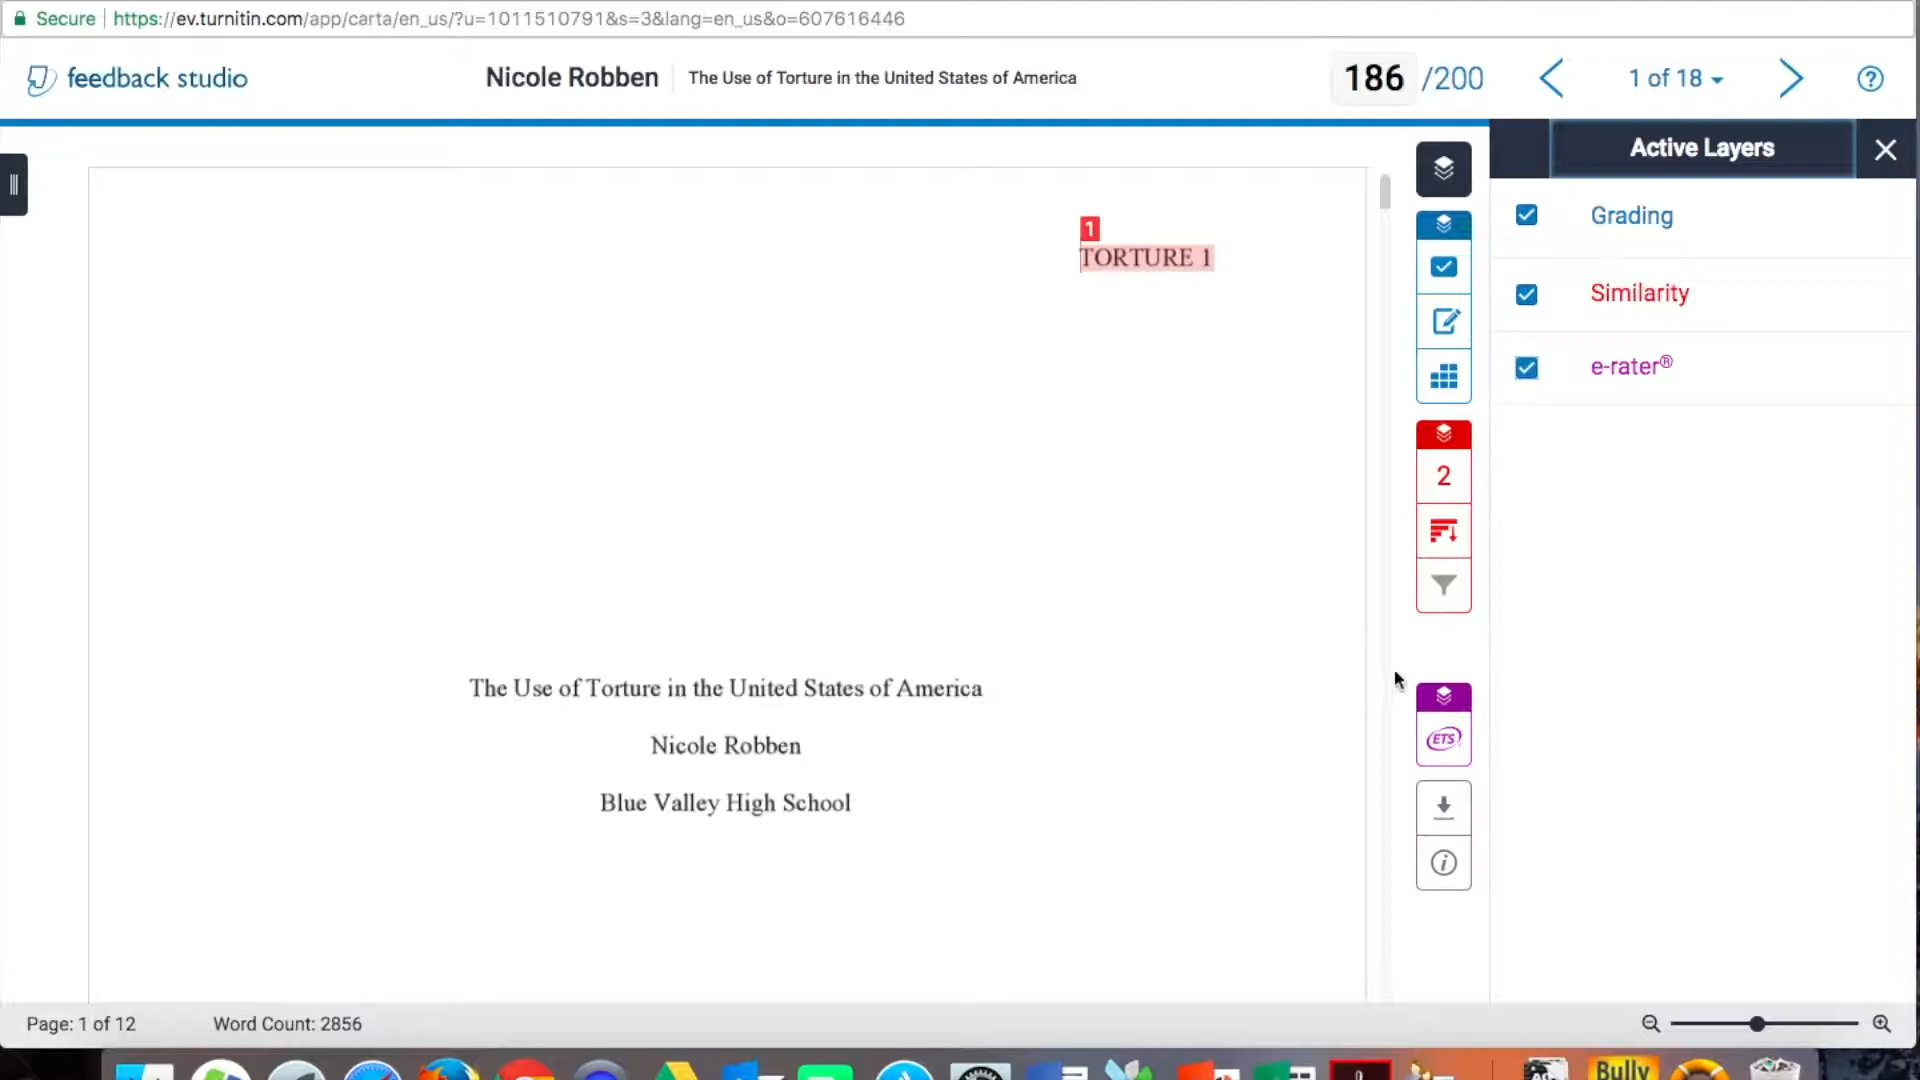 Secure https://ev.turnitin.com/app/carta/en_us/?u=1011510791&s=3&lang=en_us&o=607616446
feedback studio
Nicole Robben
The Use of Torture in the United States of America
186 /200
1 of 18
?
Active Layers
Grading
Similarity
e-rater®
1
TORTURE 1
2
ETS
i
The Use of Torture in the United States of America
Nicole Robben
Blue Valley High School
Page: 1 of 12
Word Count: 2856
Bully